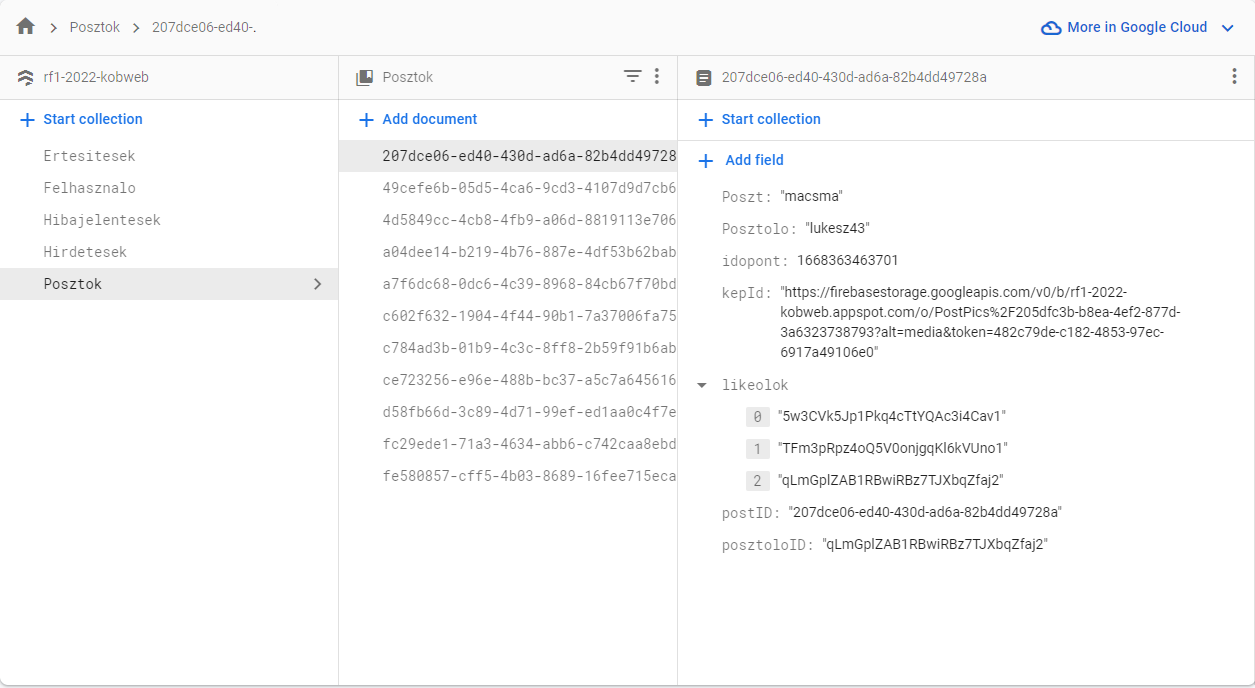 Posztok 207dce06-ed40-.
More in Google Cloud
rf1-2022-kobweb
Start collection
Ertesitesek
Felhasznalo
Hibajelentesek
Hirdetesek
Posztok
Posztok
Add document
207dce06-ed40-430d-ad6a-82b4dd49728
49cefe6b-05d5-4ca6-9cd3-4107d9d7cb6
4d5849cc-4cb8-4fb9-a06d-8819113e706
a04dee14-b219-4b76-887e-4df53b62bab
a7f6dc68-0dc6-4c39-8968-84cb67f70bd
c602f632-1904-4f44-90b1-7a37006fa75
c784ad3b-01b9-4c3c-8ff8-2b59f91b6ab
ce723256-e96e-488b-bc37-a5c7a645616
d58fb66d-3c89-4d71-99ef-ed1aa0c4f7e
fc29ede1-71a3-4634-abb6-c742caa8ebd
fe580857-cff5-4b03-8689-16fee715eca
207dce06-ed40-430d-ad6a-82b4dd49728a
Start collection
Add field
Poszt: "macsma"
Posztolo: "lukesz43"
idopont: 1668363463701
kepId: "https://firebasestorage.googleapis.com/v0/b/rf1-2022-
kobweb.appspot.com/o/PostPics%2F205dfc3b-b8ea-4ef2-877d-
3a6323738793?alt=media&token=482c79de-c182-4853-97ec-
6917a49106e0"
likeolok
0 "5w3CVk5Jp1Pkq4cTtYQAc3i4Cav1"
1 "TFm3pRpz4oQ5V0onjgqKl6kVUno1"
2 "qLmGplZAB1RBwiRBz7TJXbqZfaj2"
postID: "207dce06-ed40-430d-ad6a-82b4dd49728a"
posztoloID: "qLmGplZAB1RBwiRBz7TJXbqZfaj2"